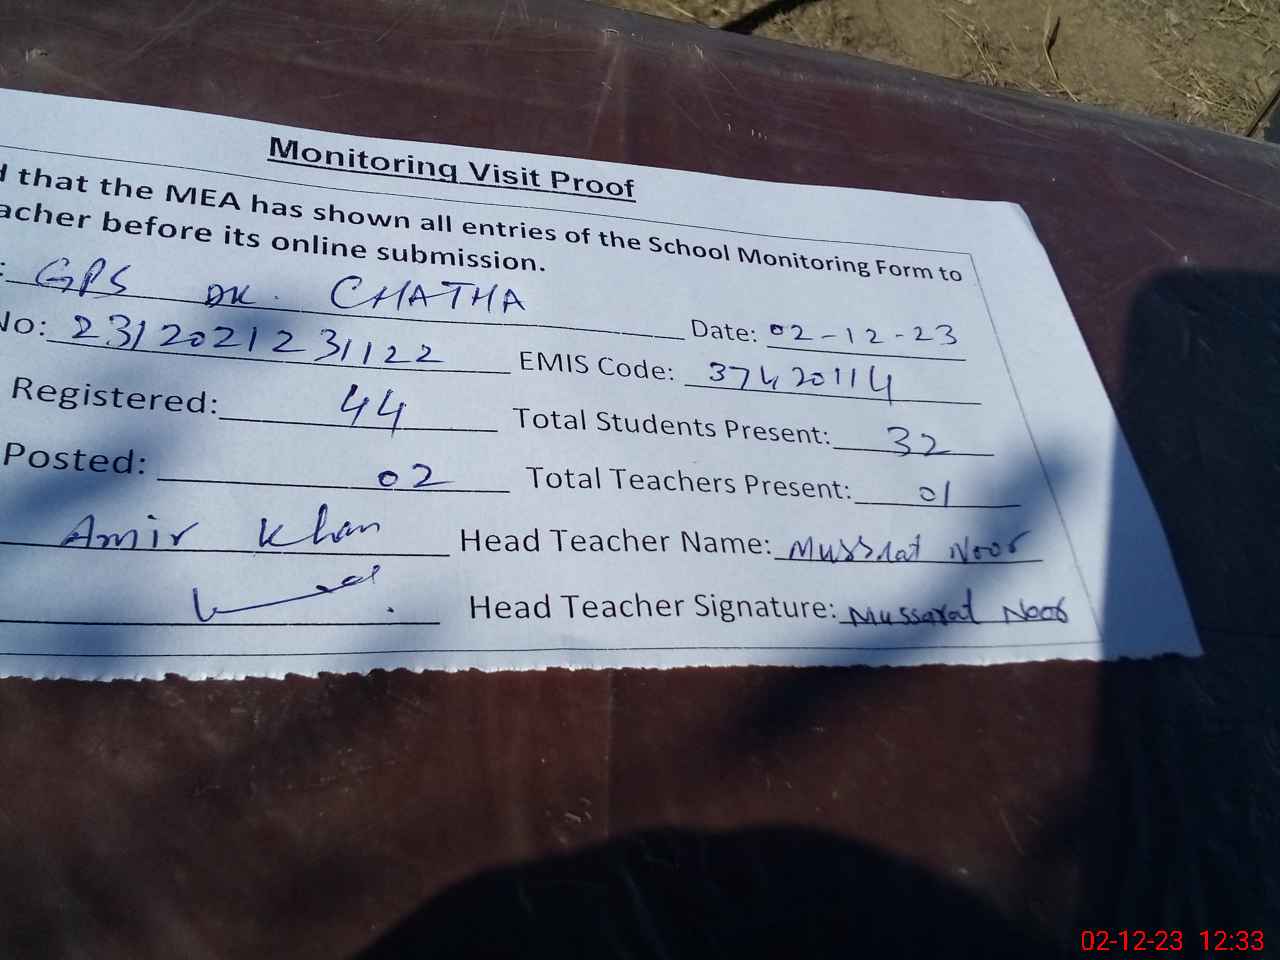 Monitoring Visit Proof
that the MEA has shown all entries of the School Monitoring Form to
acher before its online submission.
: GPS DK. CHATHA Date: 02-12-23
No: 2312021231122 EMIS Code: 37420114
Registered: 44 Total Students Present: 32
Posted: 02 Total Teachers Present: 01
Amir Khan Head Teacher Name: Mussrat Noor
Head Teacher Signature: Mussarat Noor
02-12-23 12:33